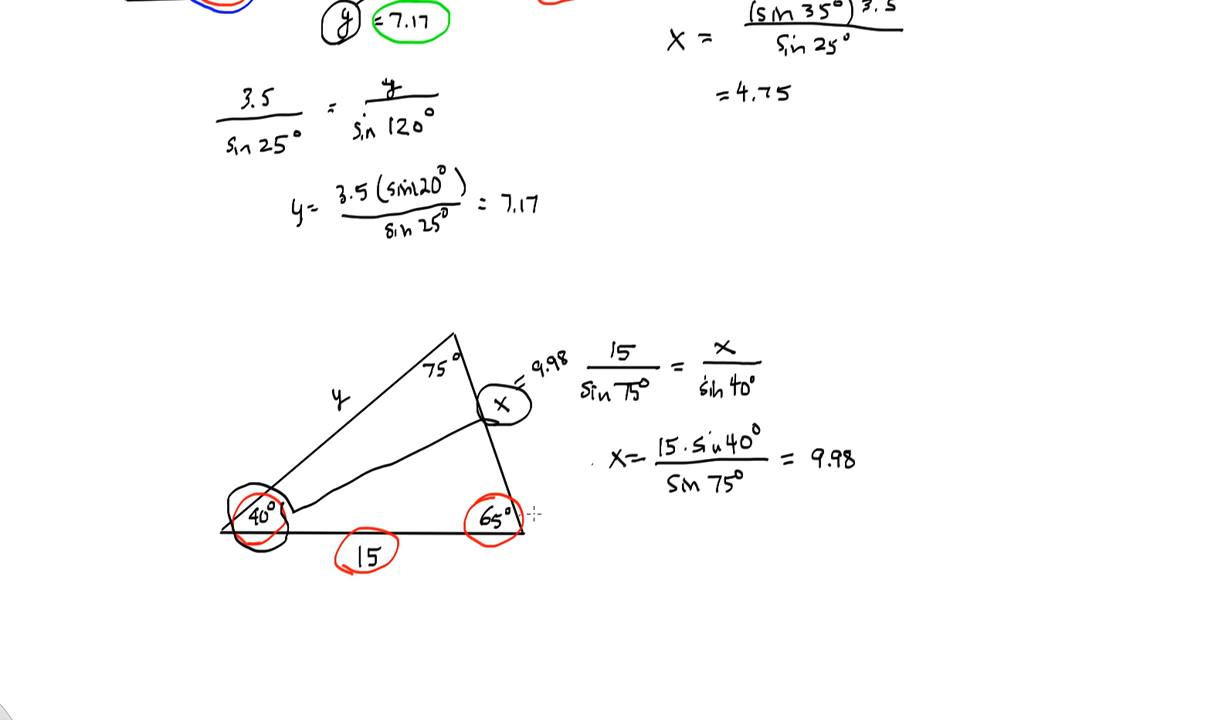 y = 7.17
x = (sin 35°) 3.5 / sin 25°
= 4.75
3.5 / sin 25° = y / sin 120°
y = 3.5 (sin120°) / sin 25° = 7.17
75°
y
x = 9.98
40°
65°
15
15 / sin 75° = x / sin 40°
x = 15 · sin 40° / sin 75° = 9.98